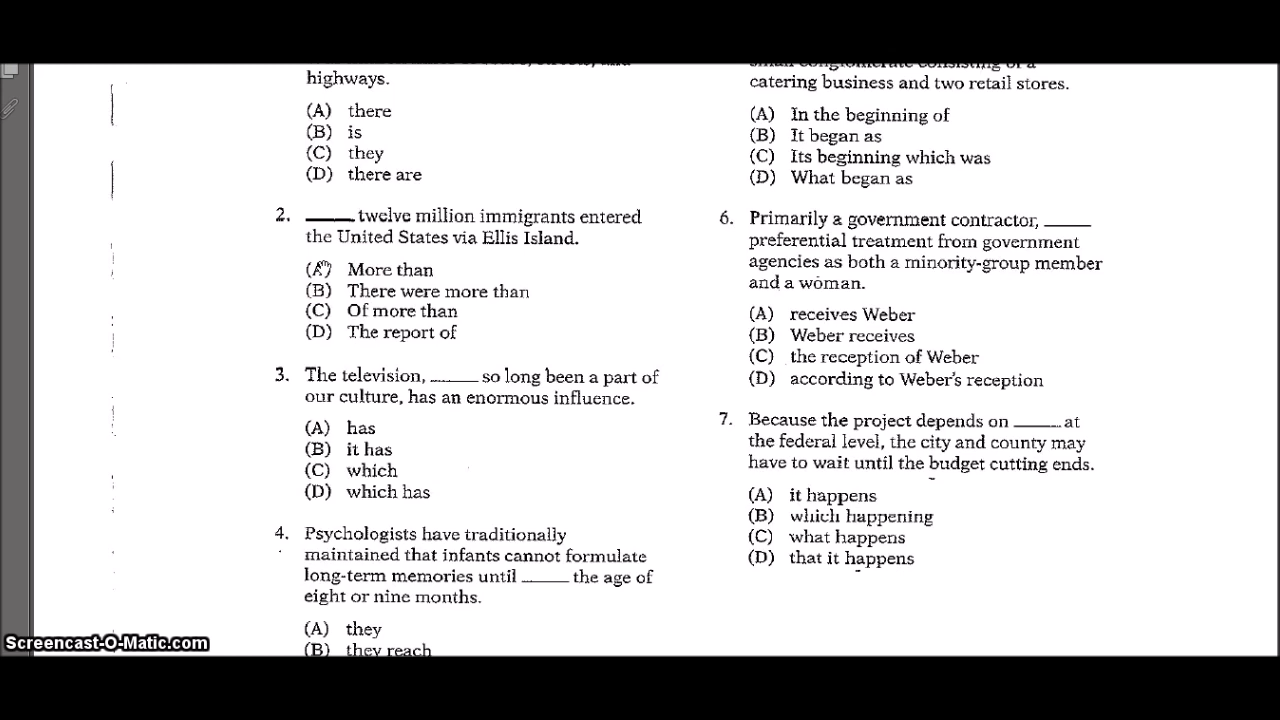 highways.
(A) there
(B) is
(C) they
(D) there are
2. _____ twelve million immigrants entered
the United States via Ellis Island.
(A) More than
(B) There were more than
(C) Of more than
(D) The report of
3. The television, _____ so long been a part of
our culture, has an enormous influence.
(A) has
(B) it has
(C) which
(D) which has
4. Psychologists have traditionally
maintained that infants cannot formulate
long-term memories until _____ the age of
eight or nine months.
(A) they
(B) they reach
small conglomerate consisting of a
catering business and two retail stores.
(A) In the beginning of
(B) It began as
(C) Its beginning which was
(D) What began as
6. Primarily a government contractor, _____
preferential treatment from government
agencies as both a minority-group member
and a woman.
(A) receives Weber
(B) Weber receives
(C) the reception of Weber
(D) according to Weber's reception
7. Because the project depends on _____ at
the federal level, the city and county may
have to wait until the budget cutting ends.
(A) it happens
(B) which happening
(C) what happens
(D) that it happens
Screencast-O-Matic.com